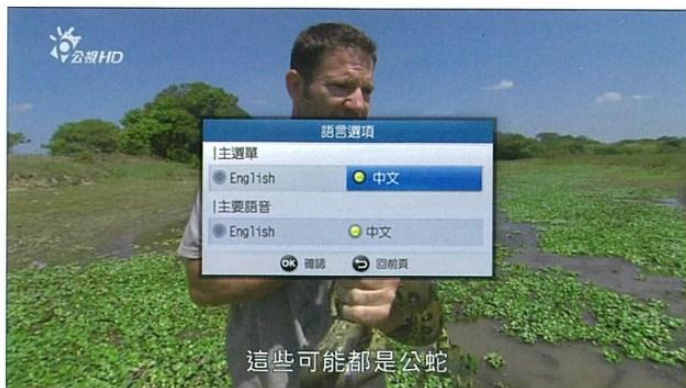 公視HD
語言選項
主選單
English 中文
主要語音
English 中文
OK 確認 回前頁
這些可能都是公蛇